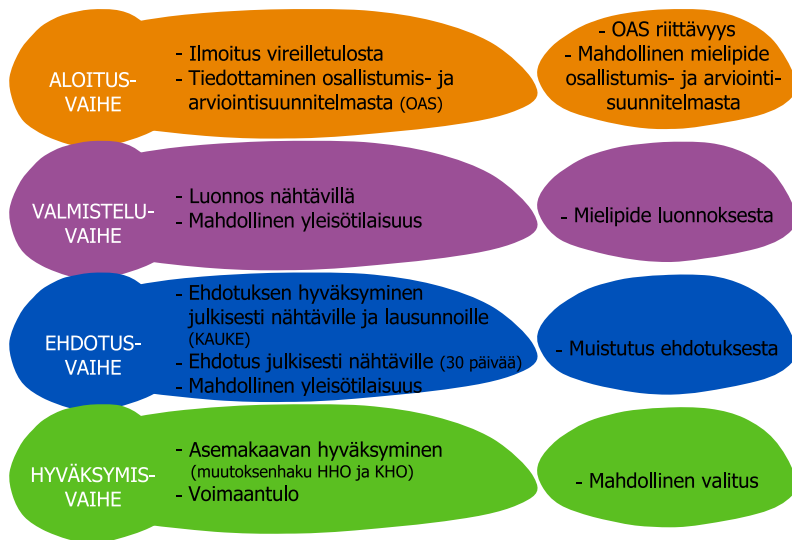 ALOITUS-
VAIHE
- Ilmoitus vireilletulosta
- Tiedottaminen osallistumis- ja
arviointisuunnitelmasta (OAS)
- OAS riittävyys
- Mahdollinen mielipide
osallistumis- ja arviointi-
suunnitelmasta
VALMISTELU-
VAIHE
- Luonnos nähtävillä
- Mahdollinen yleisötilaisuus
- Mielipide luonnoksesta
EHDOTUS-
VAIHE
- Ehdotuksen hyväksyminen
julkisesti nähtäville ja lausunnoille
(KAUKE)
- Ehdotus julkisesti nähtäville (30 päivää)
- Mahdollinen yleisötilaisuus
- Muistutus ehdotuksesta
HYVÄKSYMIS-
VAIHE
- Asemakaavan hyväksyminen
(muutoksenhaku HHO ja KHO)
- Voimaantulo
- Mahdollinen valitus